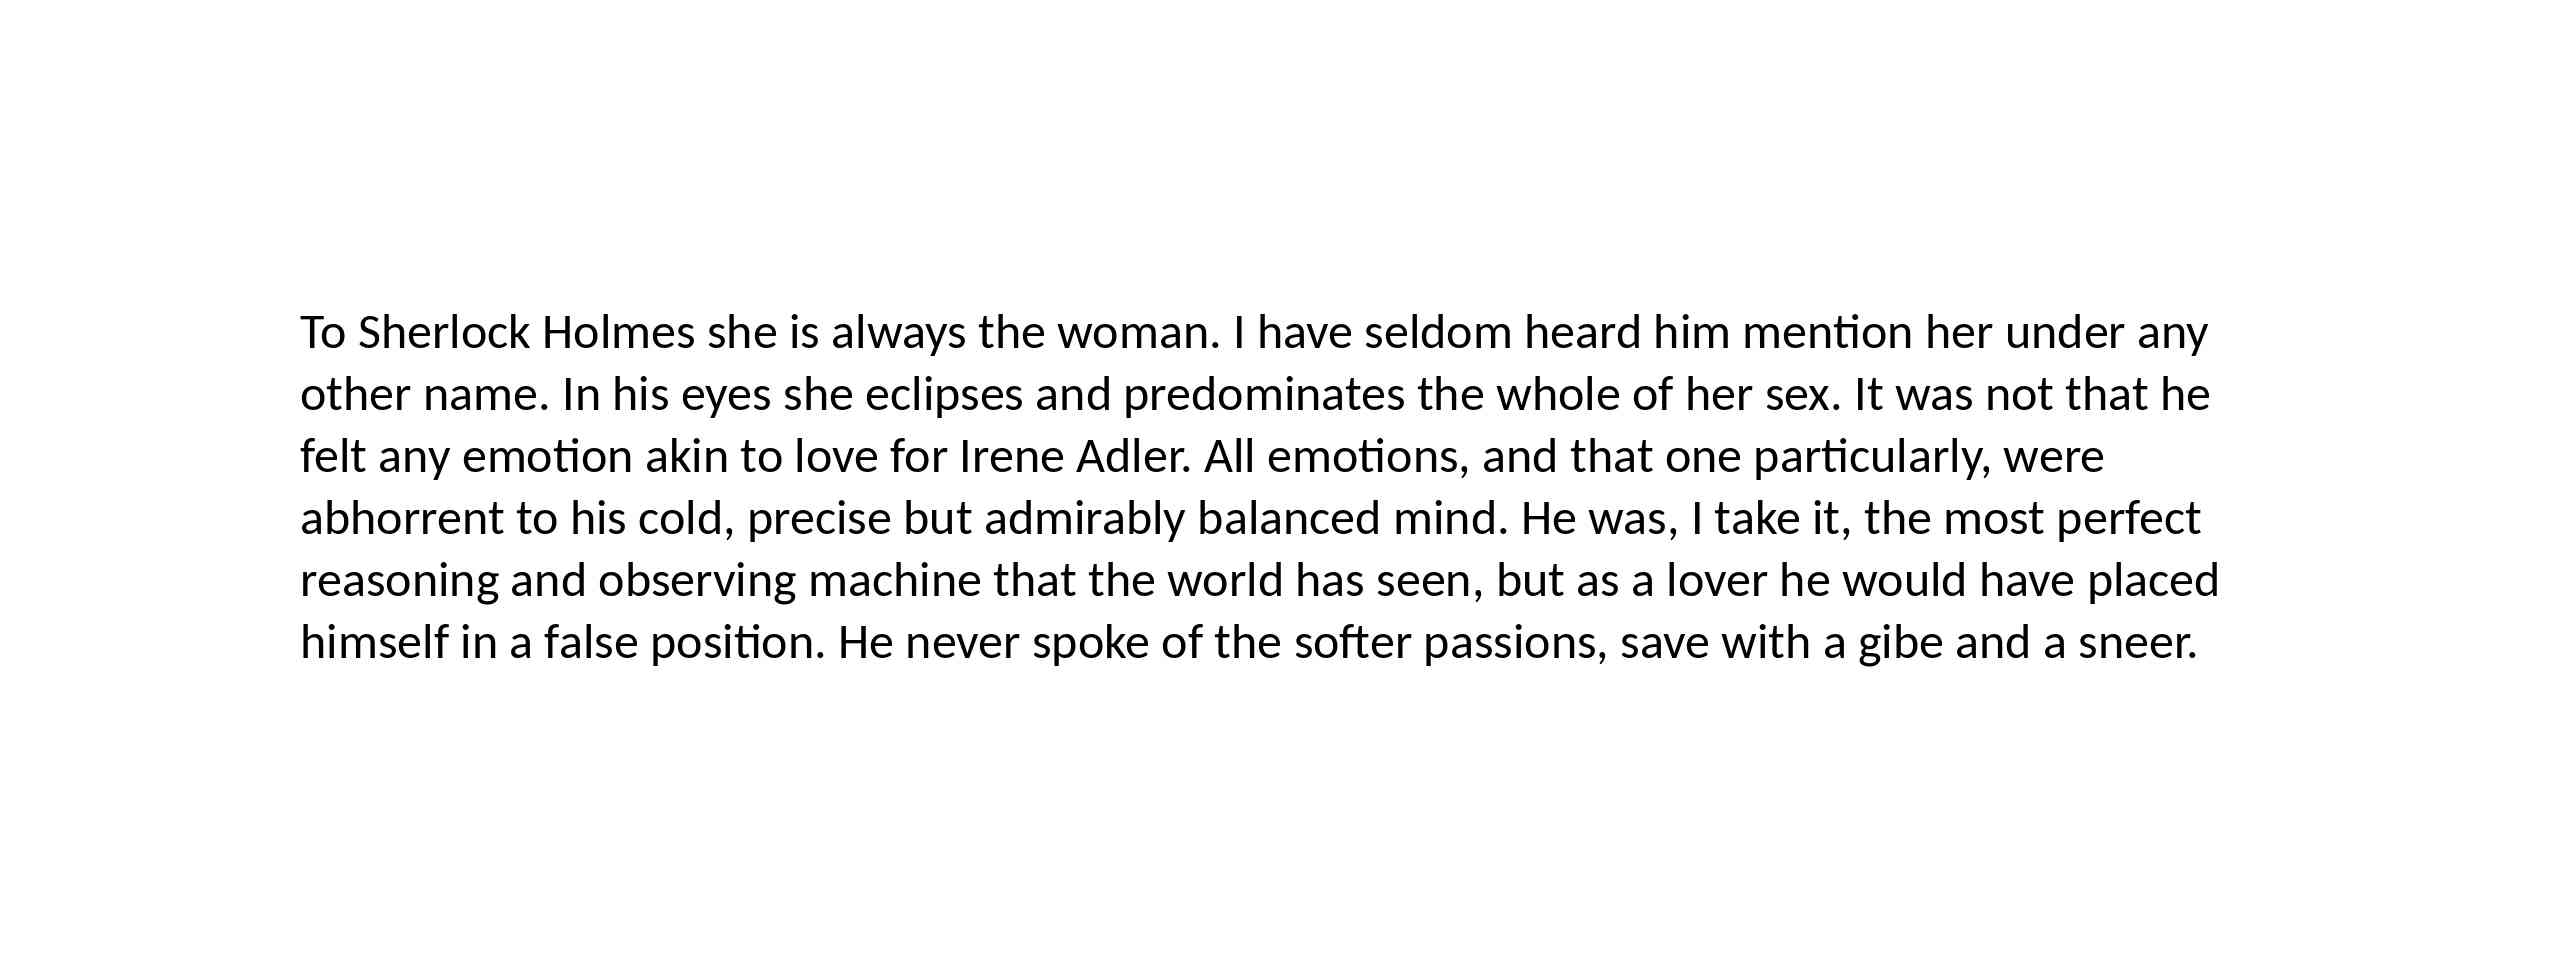 To Sherlock Holmes she is always the woman. I have seldom heard him mention her under any
other name. In his eyes she eclipses and predominates the whole of her sex. It was not that he
felt any emotion akin to love for Irene Adler. All emotions, and that one particularly, were
abhorrent to his cold, precise but admirably balanced mind. He was, I take it, the most perfect
reasoning and observing machine that the world has seen, but as a lover he would have placed
himself in a false position. He never spoke of the softer passions, save with a gibe and a sneer.